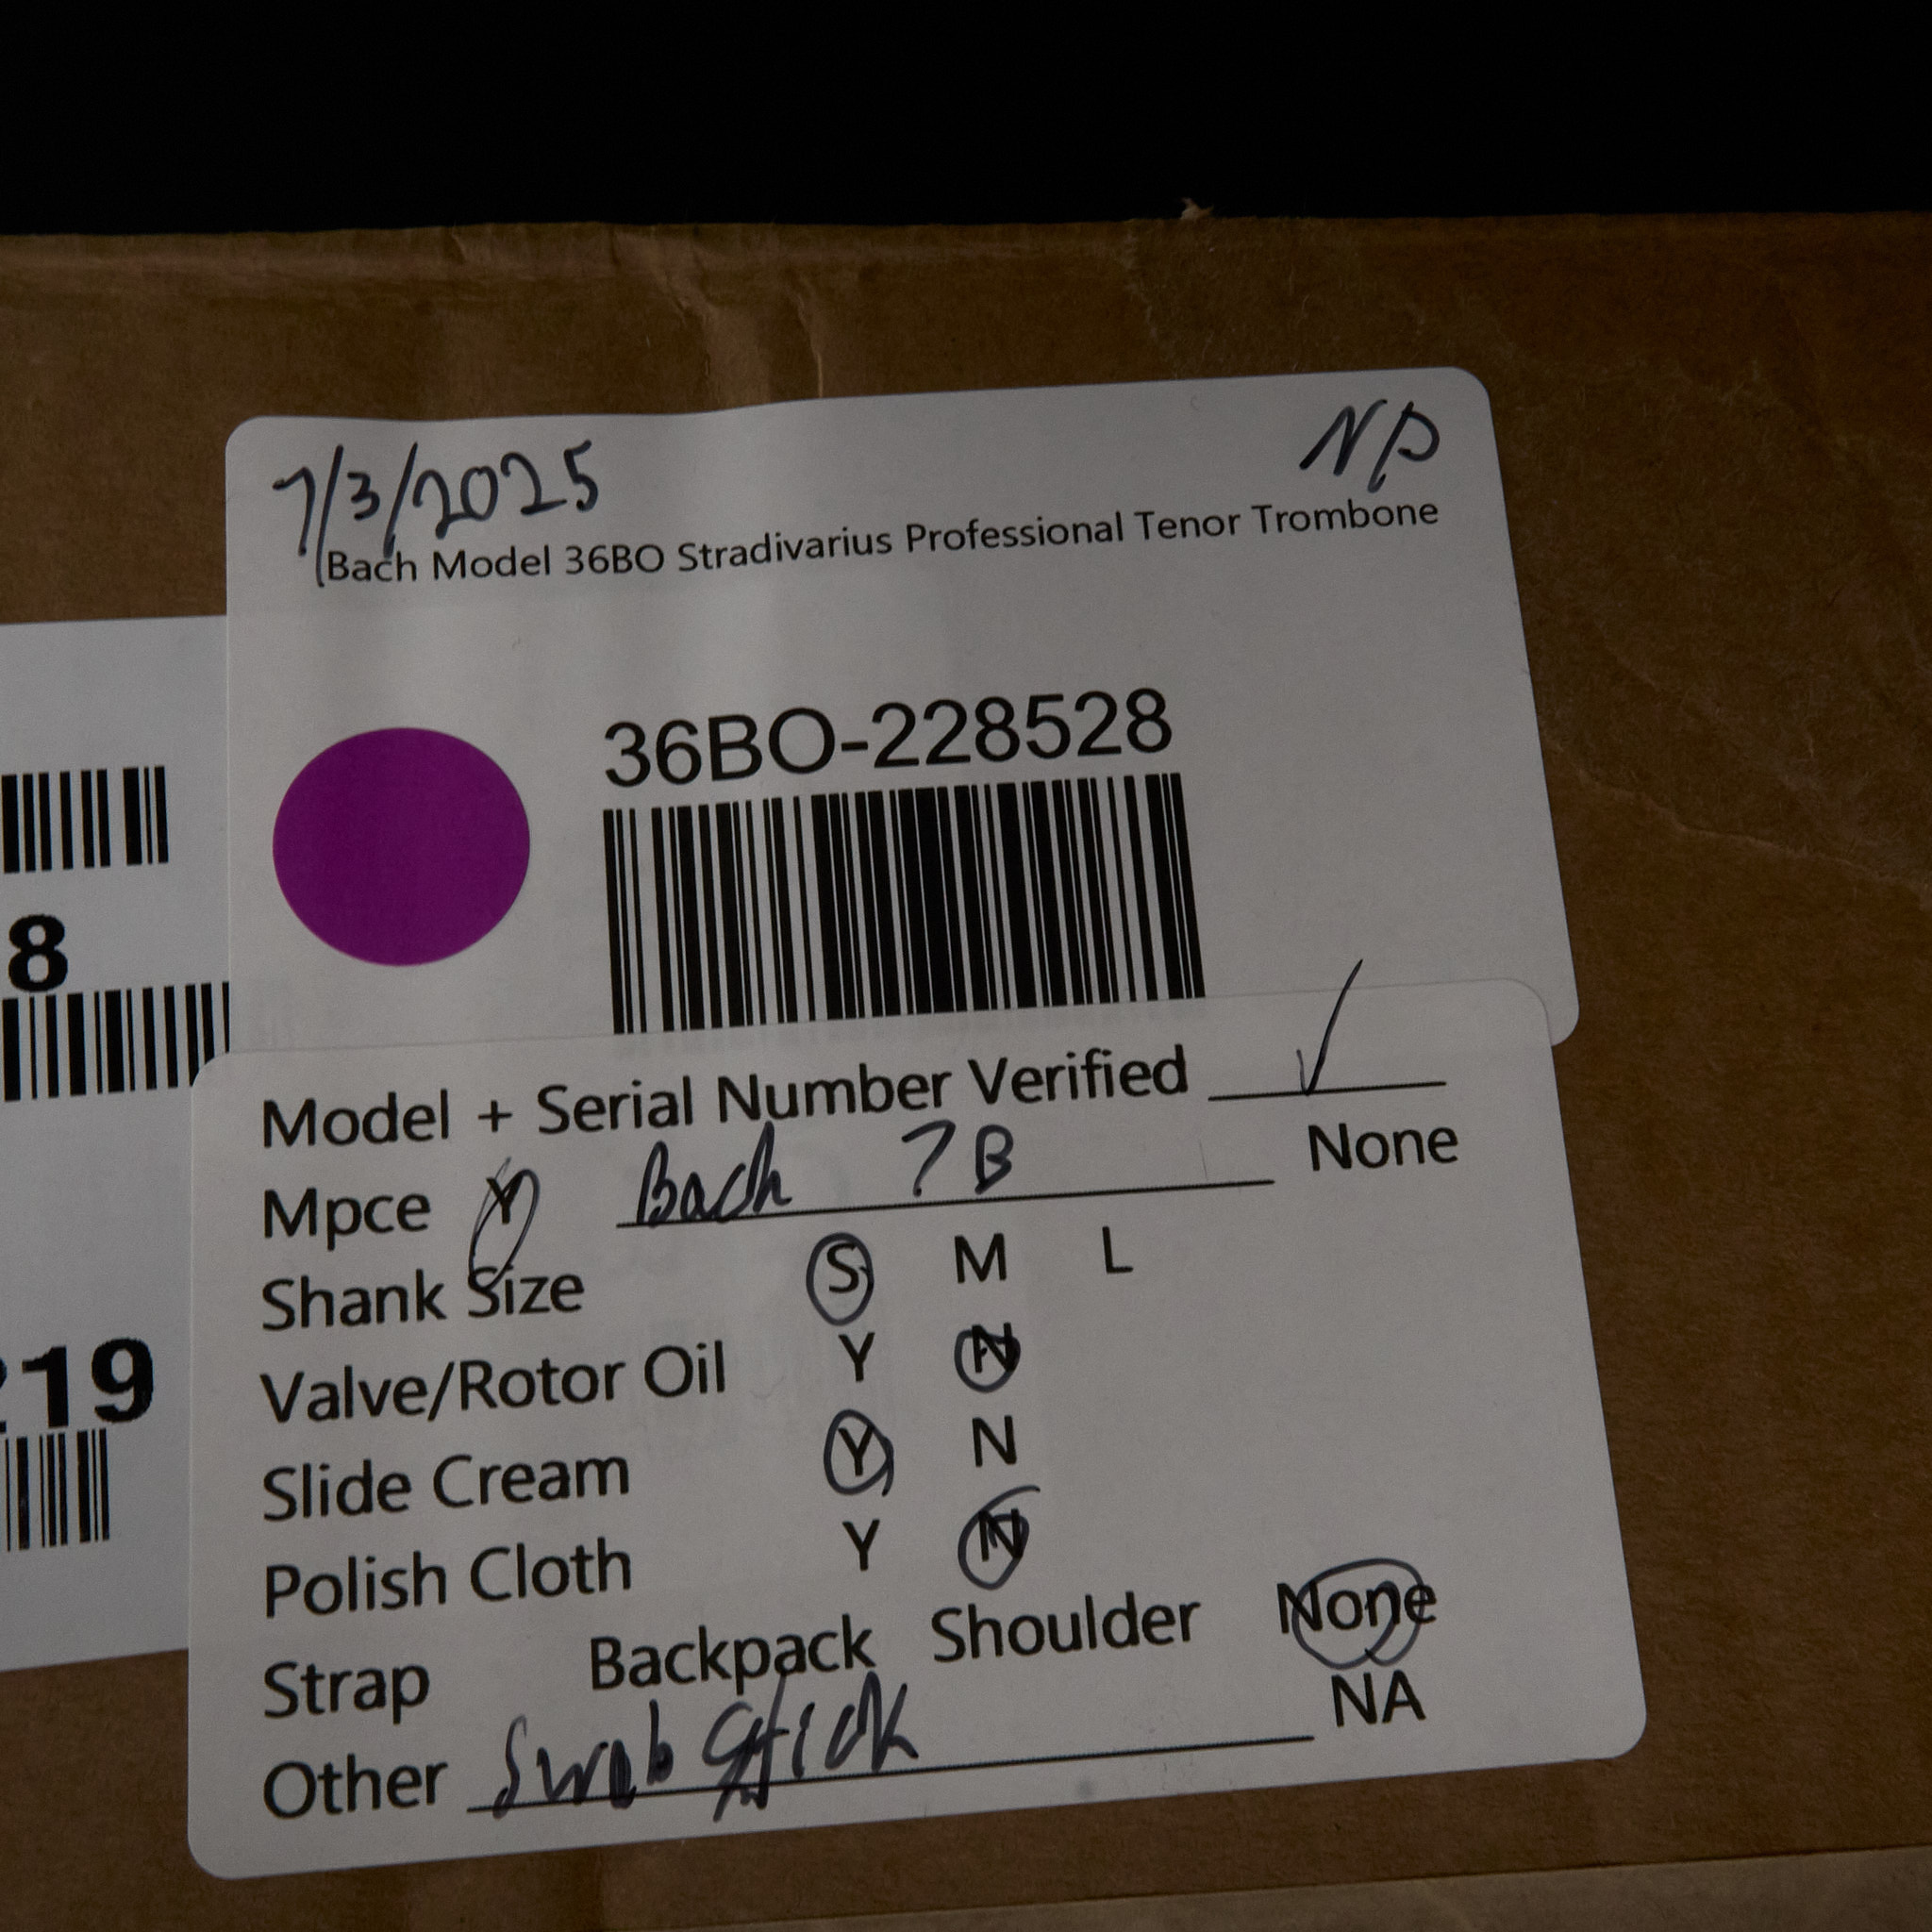 7/3/2025 NP
Bach Model 36BO Stradivarius Professional Tenor Trombone
36BO-228528
8
219
Model + Serial Number Verified ✓
Mpce Y Bach 7B None
Shank Size S M L
Valve/Rotor Oil Y N
Slide Cream Y N
Polish Cloth Y N
Strap Backpack Shoulder None
Other Swab Stick NA